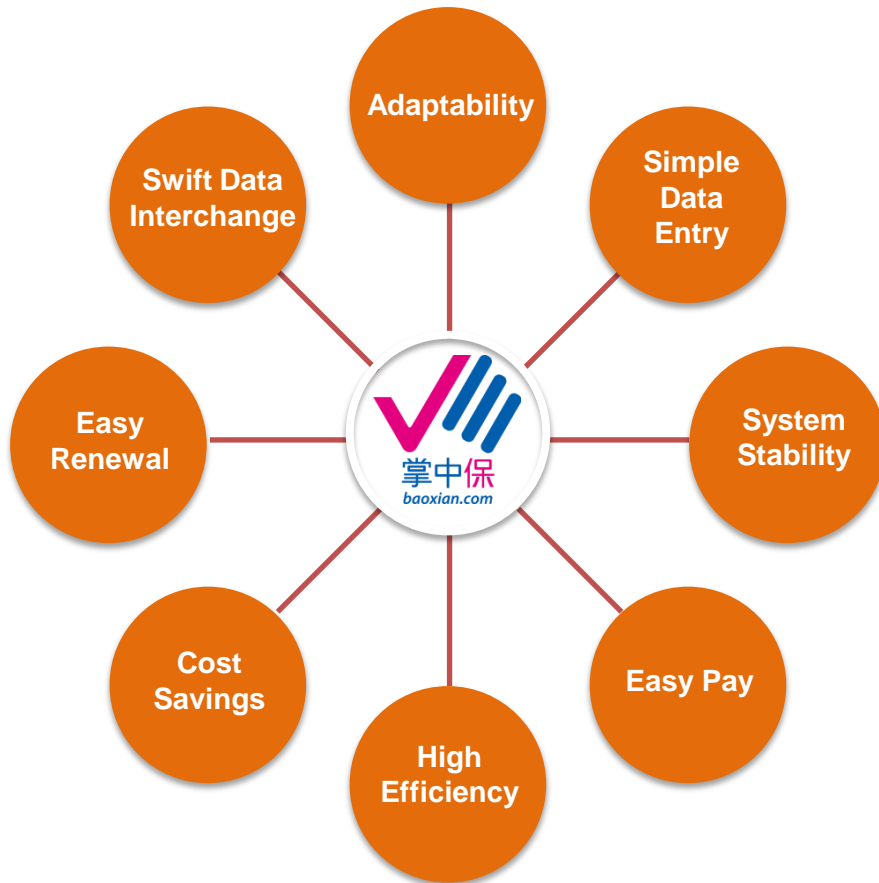 Adaptability
Simple
Data
Entry
Swift Data
Interchange
System
Stability
Easy
Renewal
掌中保
baoxian.com
Cost
Savings
Easy Pay
High
Efficiency